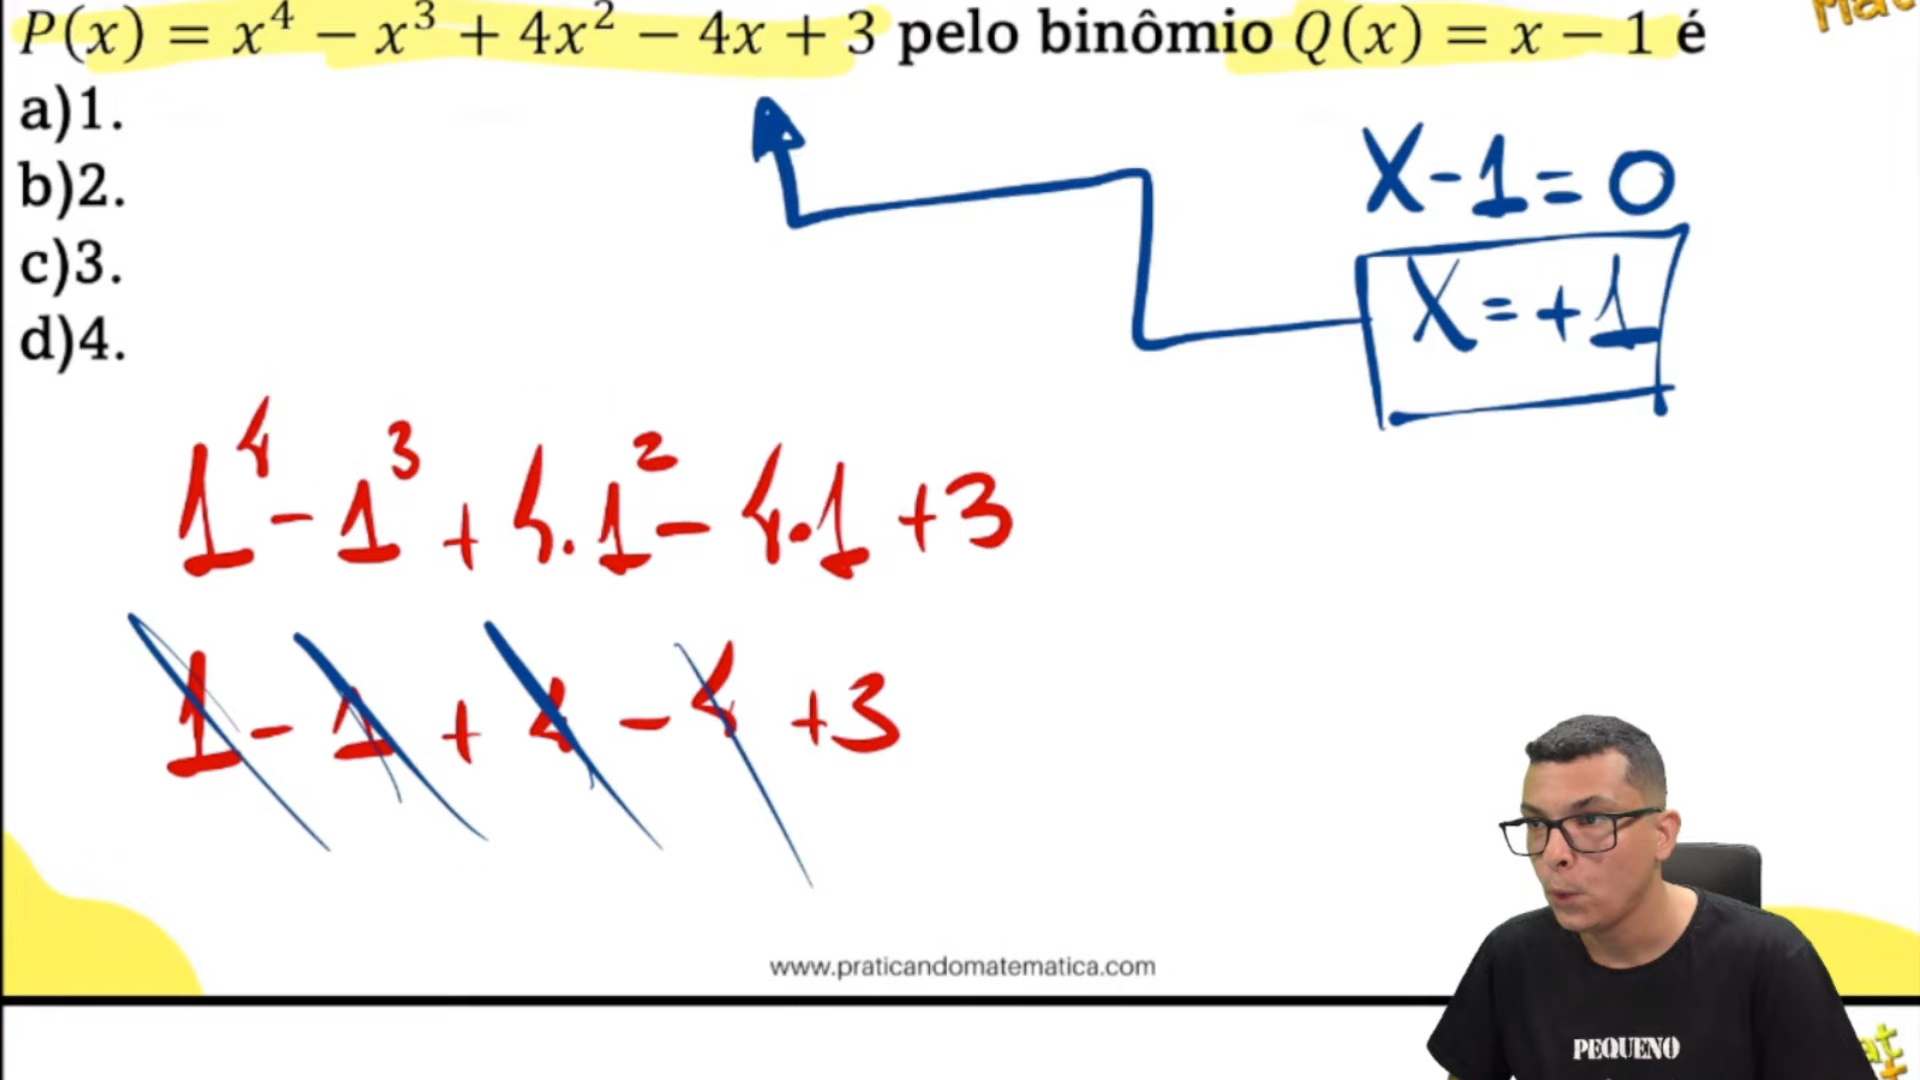 P(x) = x⁴ − x³ + 4x² − 4x + 3 pelo binômio Q(x) = x − 1 é
a)1.
b)2.
c)3.
d)4.
X-1=0
X=+1
1⁴-1³+4.1²-4.1+3
1-1+4-4+3
www.praticandomatematica.com
PEQUENO